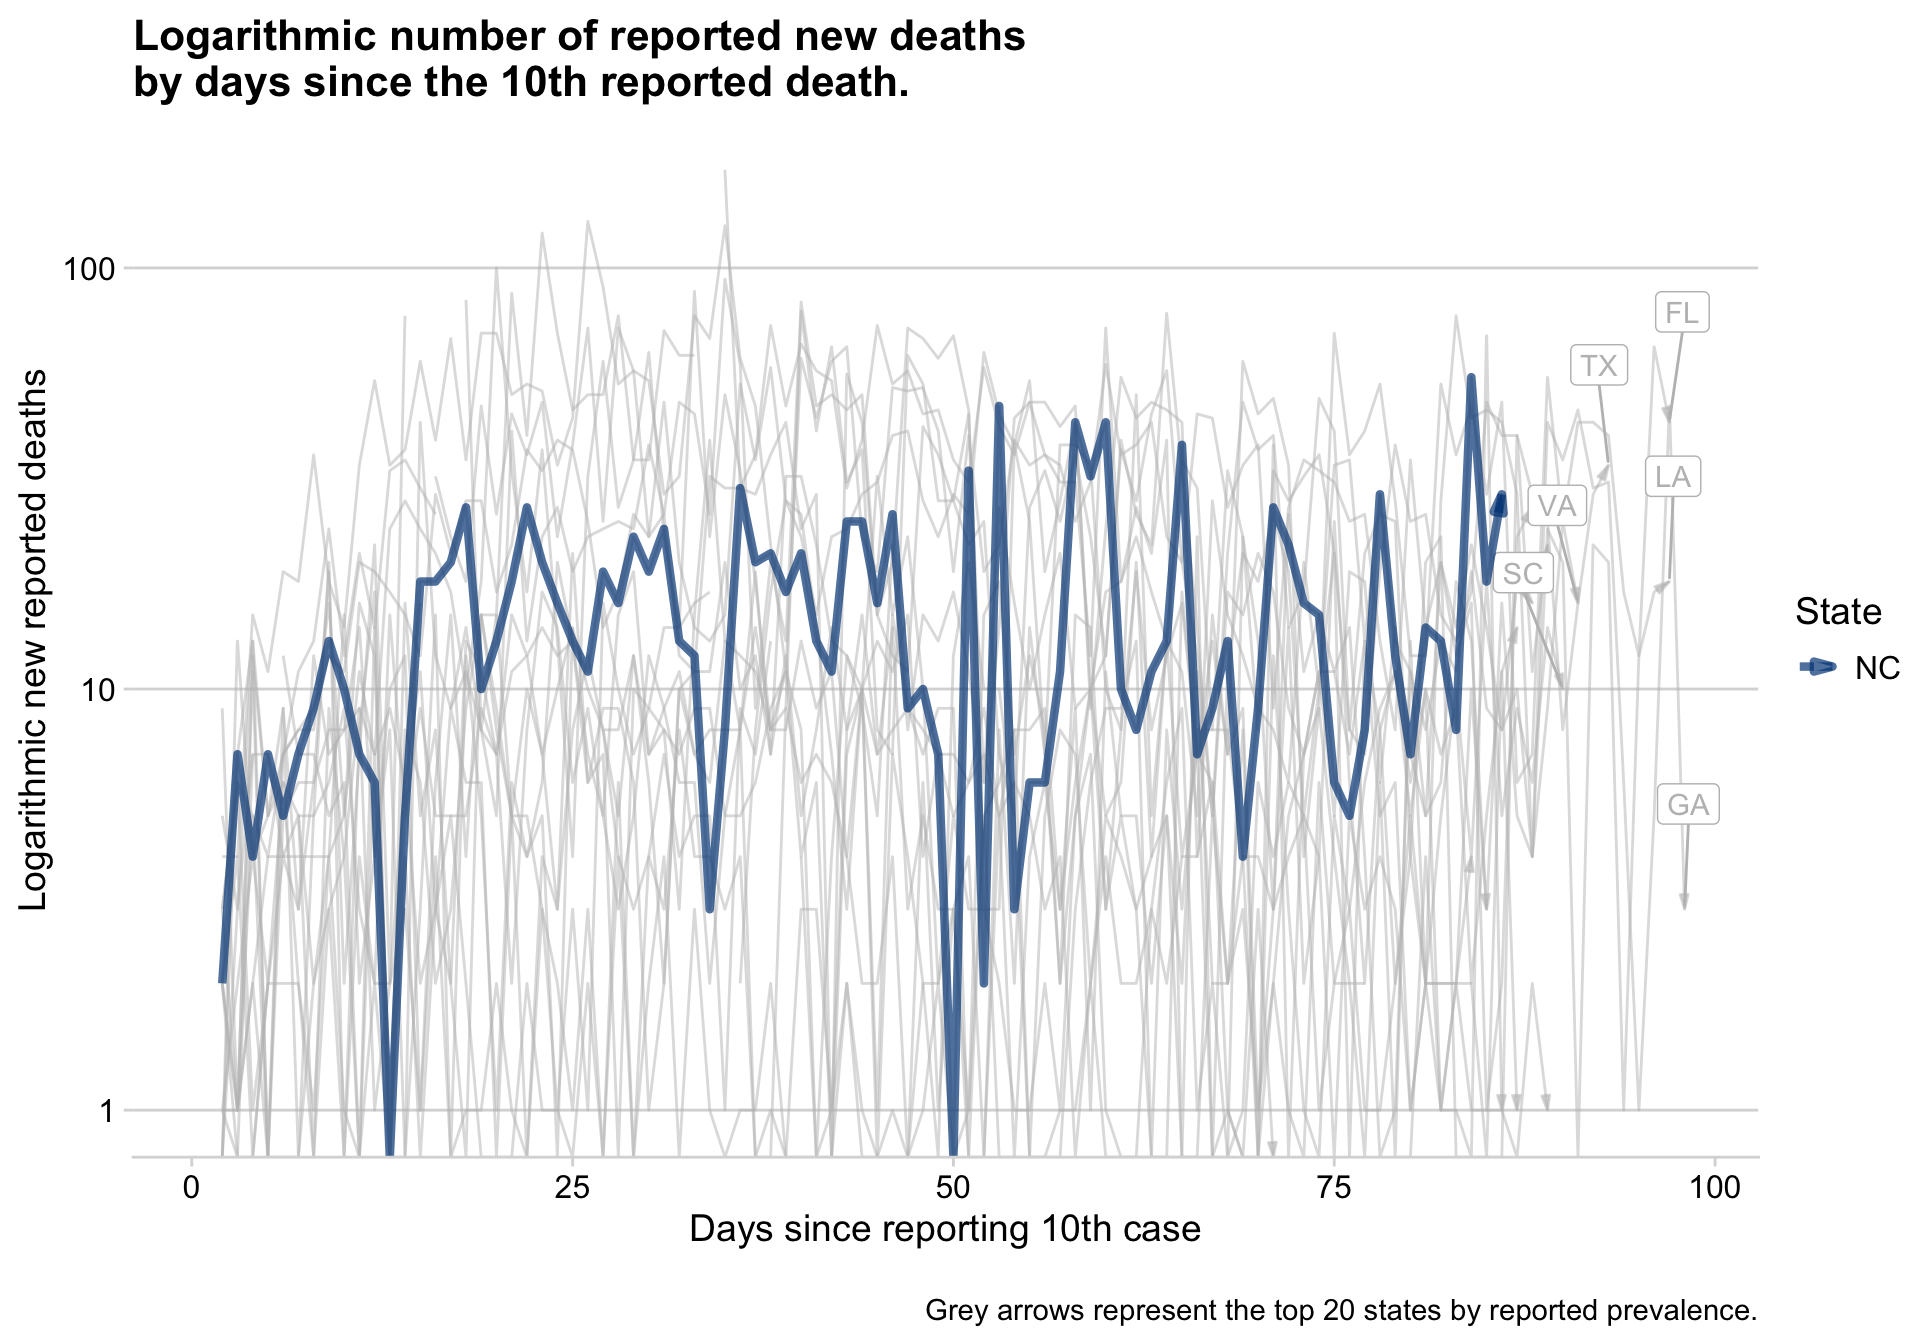 Logarithmic number of reported new deaths
by days since the 10th reported death.
Logarithmic new reported deaths
100
10
1
FL
TX
LA
VA
SC
GA
State
NC
0
25
50
75
100
Days since reporting 10th case
Grey arrows represent the top 20 states by reported prevalence.